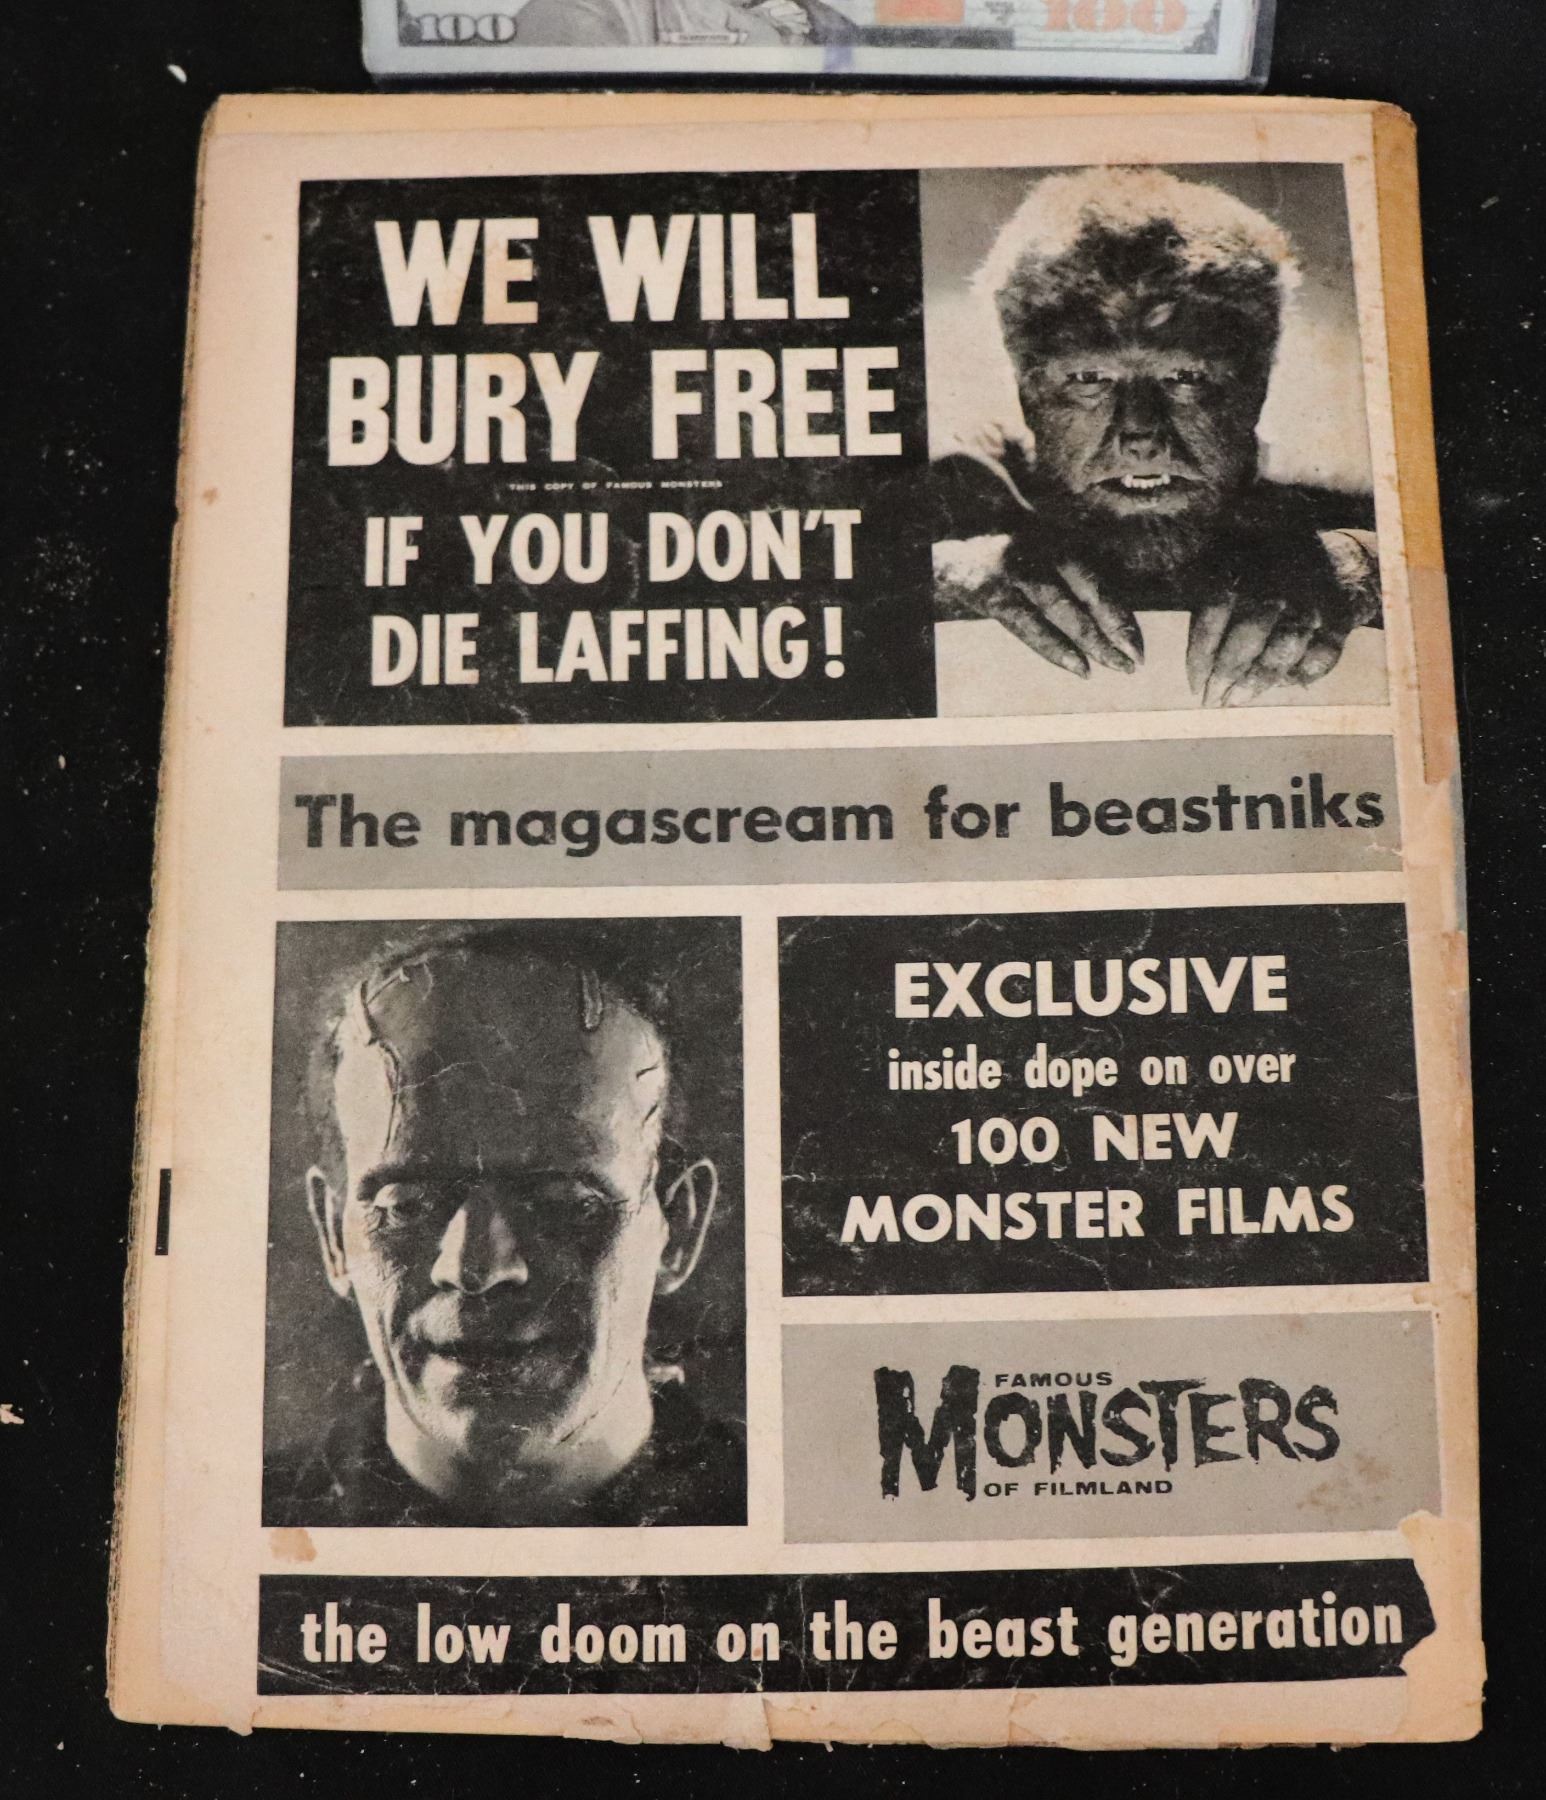 100
100
WE WILL
BURY FREE
THIS COPY OF FAMOUS MONSTERS
IF YOU DON'T
DIE LAFFING!
The magascream for beastniks
EXCLUSIVE
inside dope on over
100 NEW
MONSTER FILMS
FAMOUS
MONSTERS
OF FILMLAND
the low doom on the beast generation